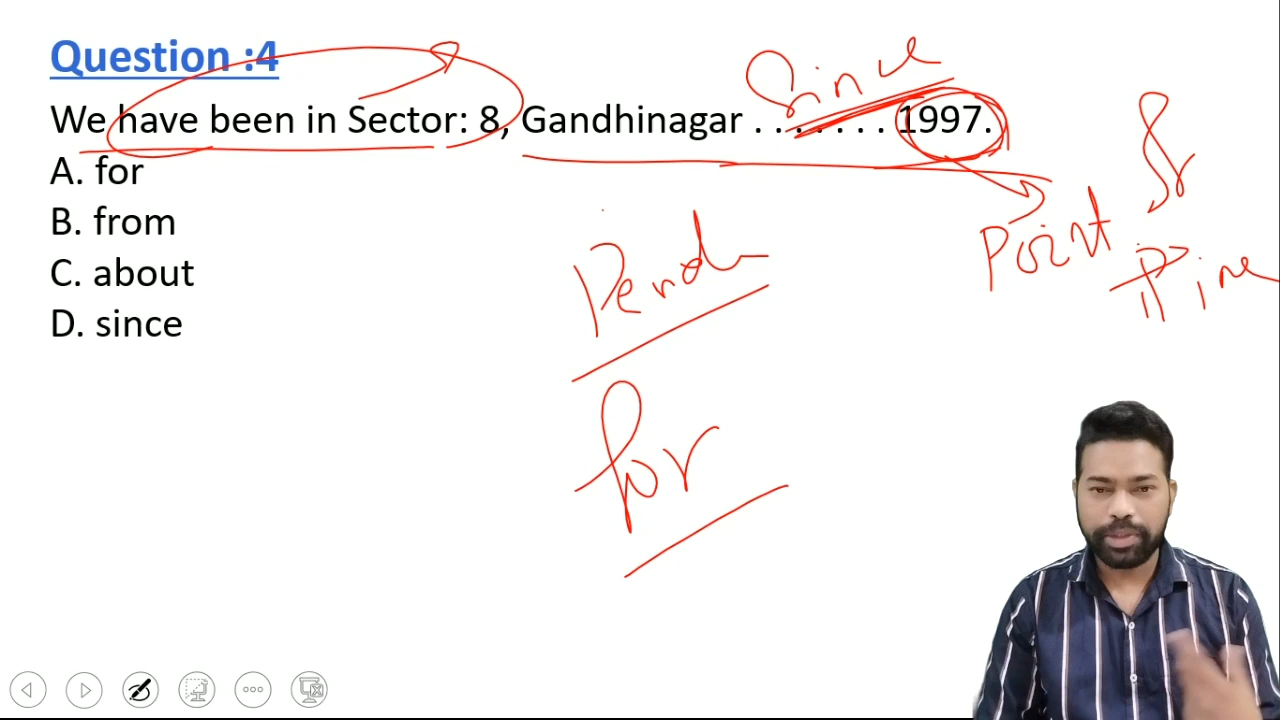 Question :4
Since
We have been in Sector: 8, Gandhinagar . . . . . . . 1997.
A. for
B. from
C. about
D. since
Point of
Time
for